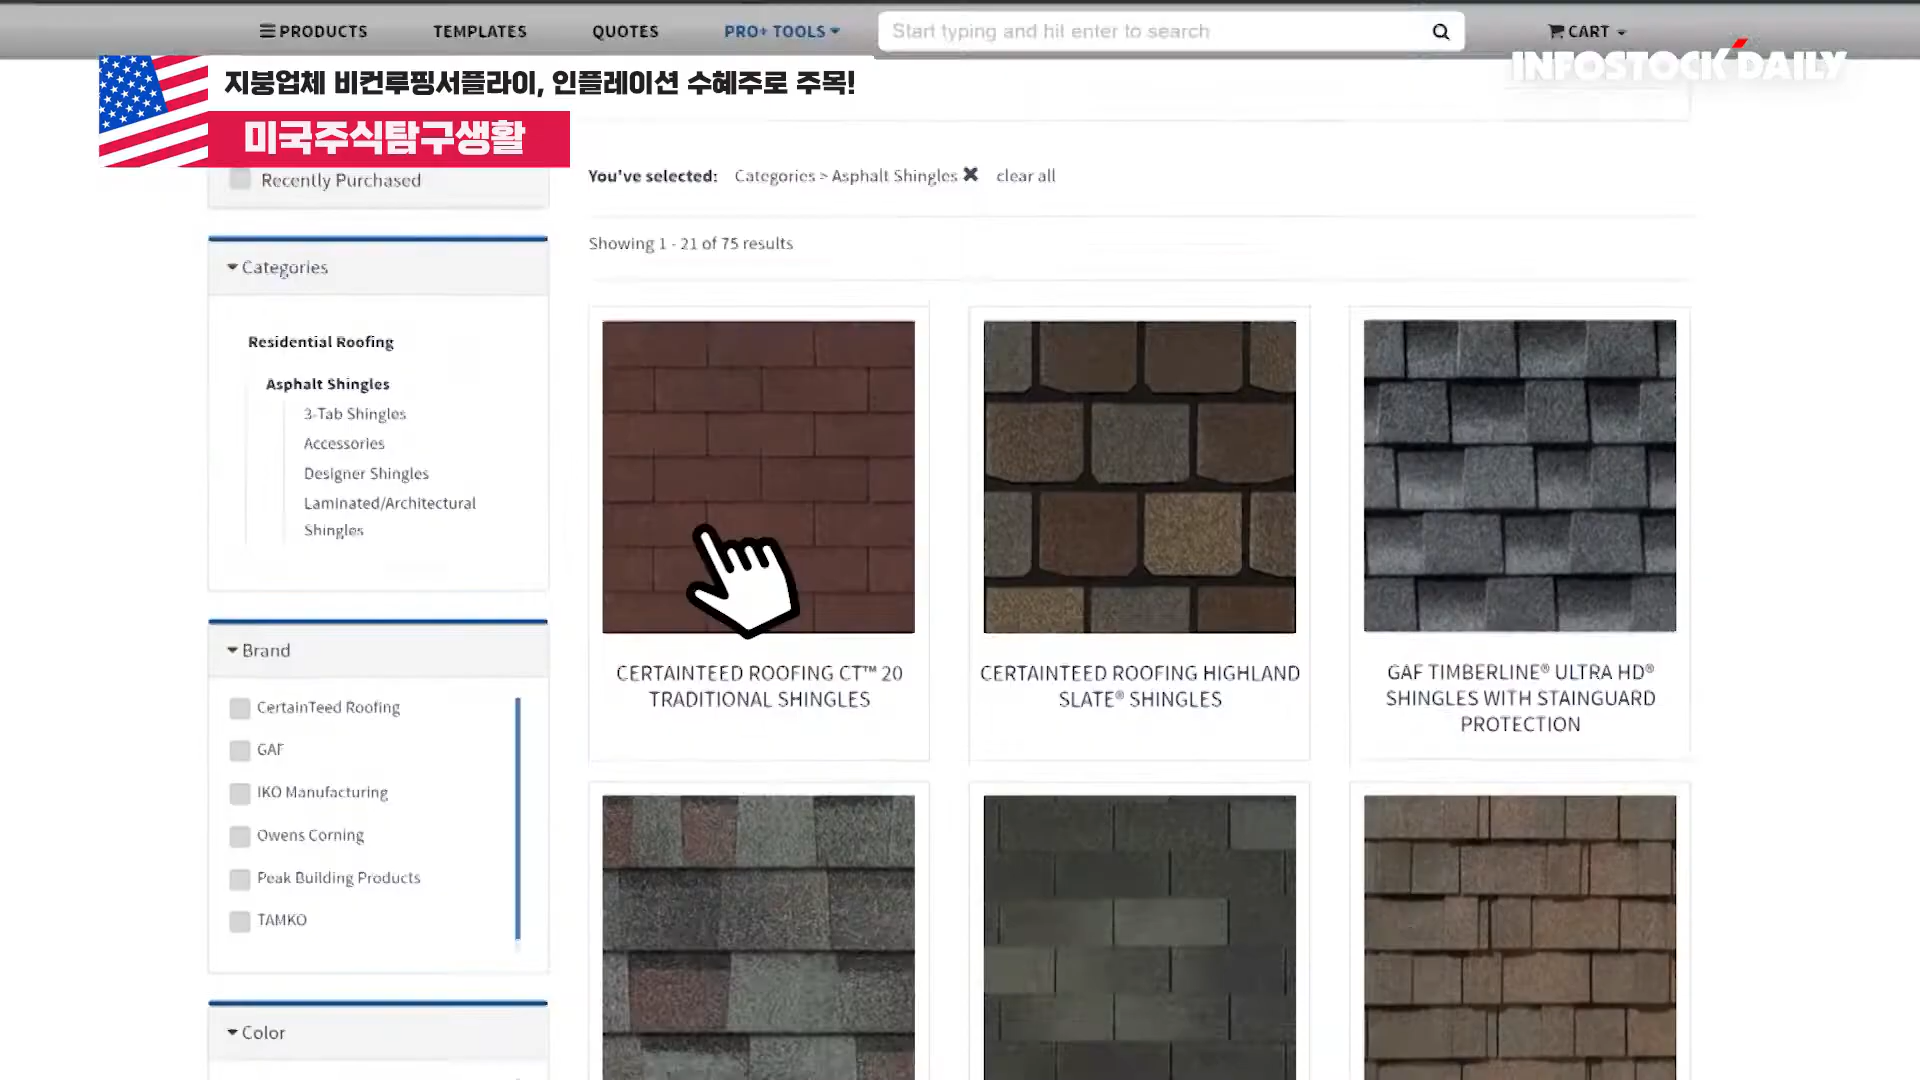 PRODUCTS
TEMPLATES
QUOTES
PRO+ TOOLS
Start typing and hit enter to search
CART
INFOSTOCK DAILY
지붕업체 비컨루핑서플라이, 인플레이션 수혜주로 주목!
미국주식탐구생활
Recently Purchased
You've selected: Categories > Asphalt Shingles ✖ clear all
Showing 1 - 21 of 75 results
Categories
Residential Roofing
Asphalt Shingles
3-Tab Shingles
Accessories
Designer Shingles
Laminated/Architectural
Shingles
Brand
CertainTeed Roofing
GAF
IKO Manufacturing
Owens Corning
Peak Building Products
TAMKO
Color
CERTAINTEED ROOFING CT™ 20
TRADITIONAL SHINGLES
CERTAINTEED ROOFING HIGHLAND
SLATE® SHINGLES
GAF TIMBERLINE® ULTRA HD®
SHINGLES WITH STAINGUARD
PROTECTION